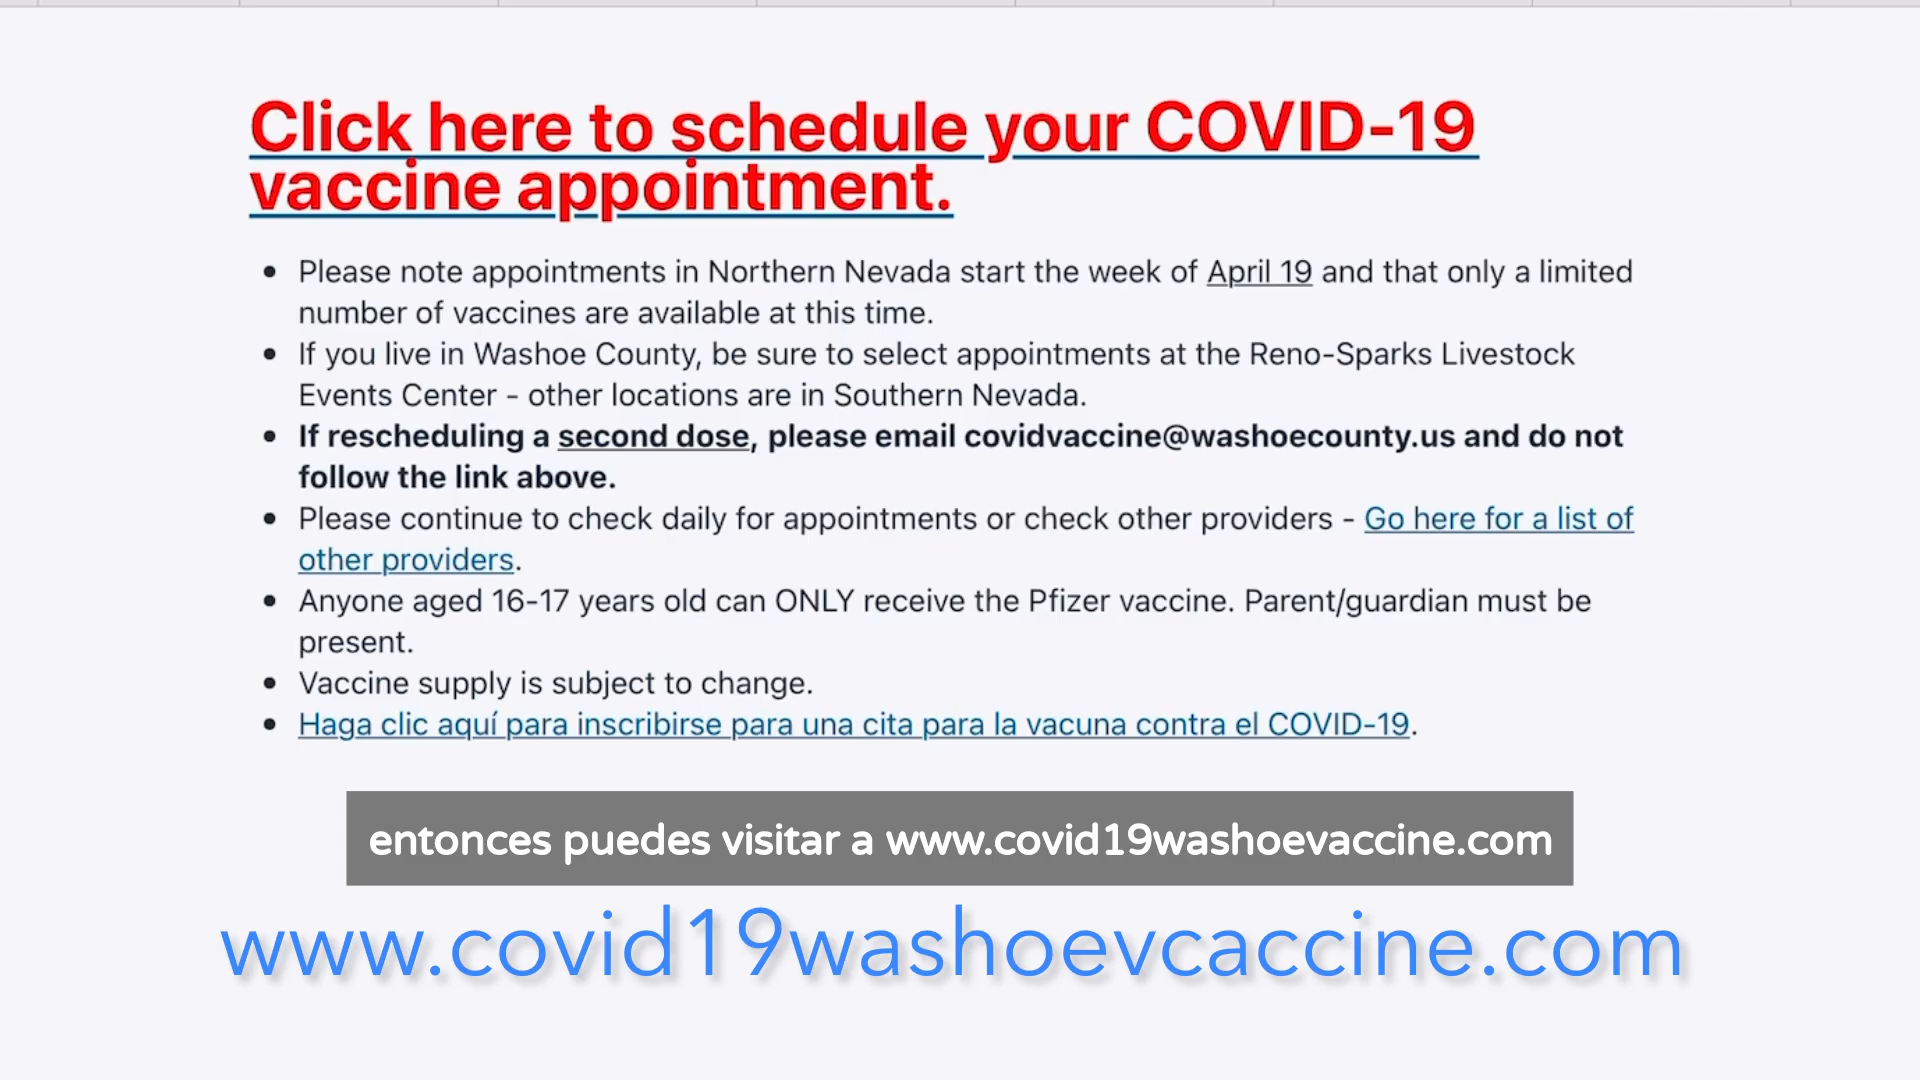 Click here to schedule your COVID-19
vaccine appointment.
• Please note appointments in Northern Nevada start the week of April 19 and that only a limited
number of vaccines are available at this time.
• If you live in Washoe County, be sure to select appointments at the Reno-Sparks Livestock
Events Center - other locations are in Southern Nevada.
• If rescheduling a second dose, please email covidvaccine@washoecounty.us and do not
follow the link above.
• Please continue to check daily for appointments or check other providers - Go here for a list of
other providers.
• Anyone aged 16-17 years old can ONLY receive the Pfizer vaccine. Parent/guardian must be
present.
• Vaccine supply is subject to change.
• Haga clic aquí para inscribirse para una cita para la vacuna contra el COVID-19.
entonces puedes visitar a www.covid19washoevaccine.com
www.covid19washoevcaccine.com